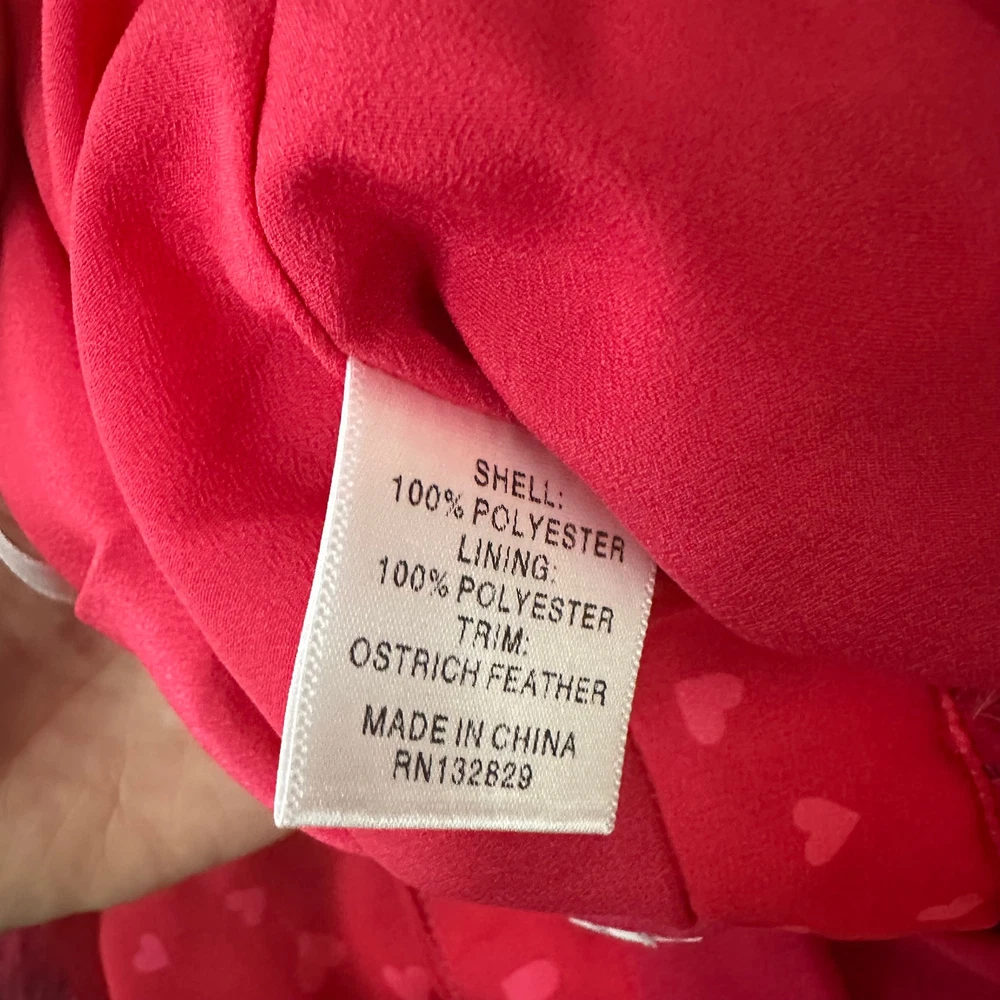 SHELL:
100% POLYESTER
LINING:
100% POLYESTER
TRIM:
OSTRICH FEATHER
MADE IN CHINA
RN132829